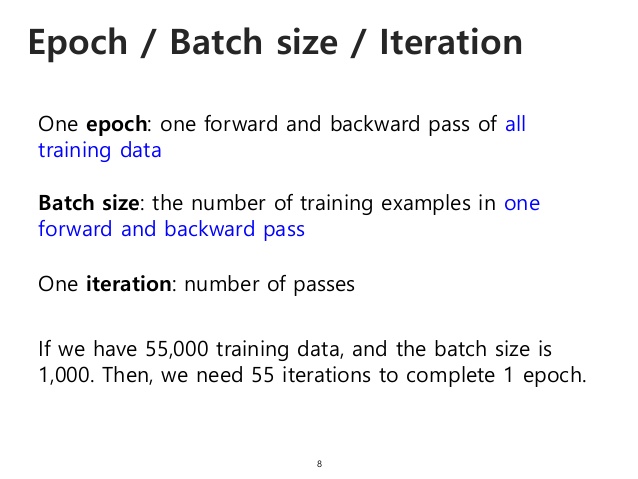 Epoch / Batch size / Iteration
One epoch: one forward and backward pass of all
training data
Batch size: the number of training examples in one
forward and backward pass
One iteration: number of passes
If we have 55,000 training data, and the batch size is
1,000. Then, we need 55 iterations to complete 1 epoch.
8